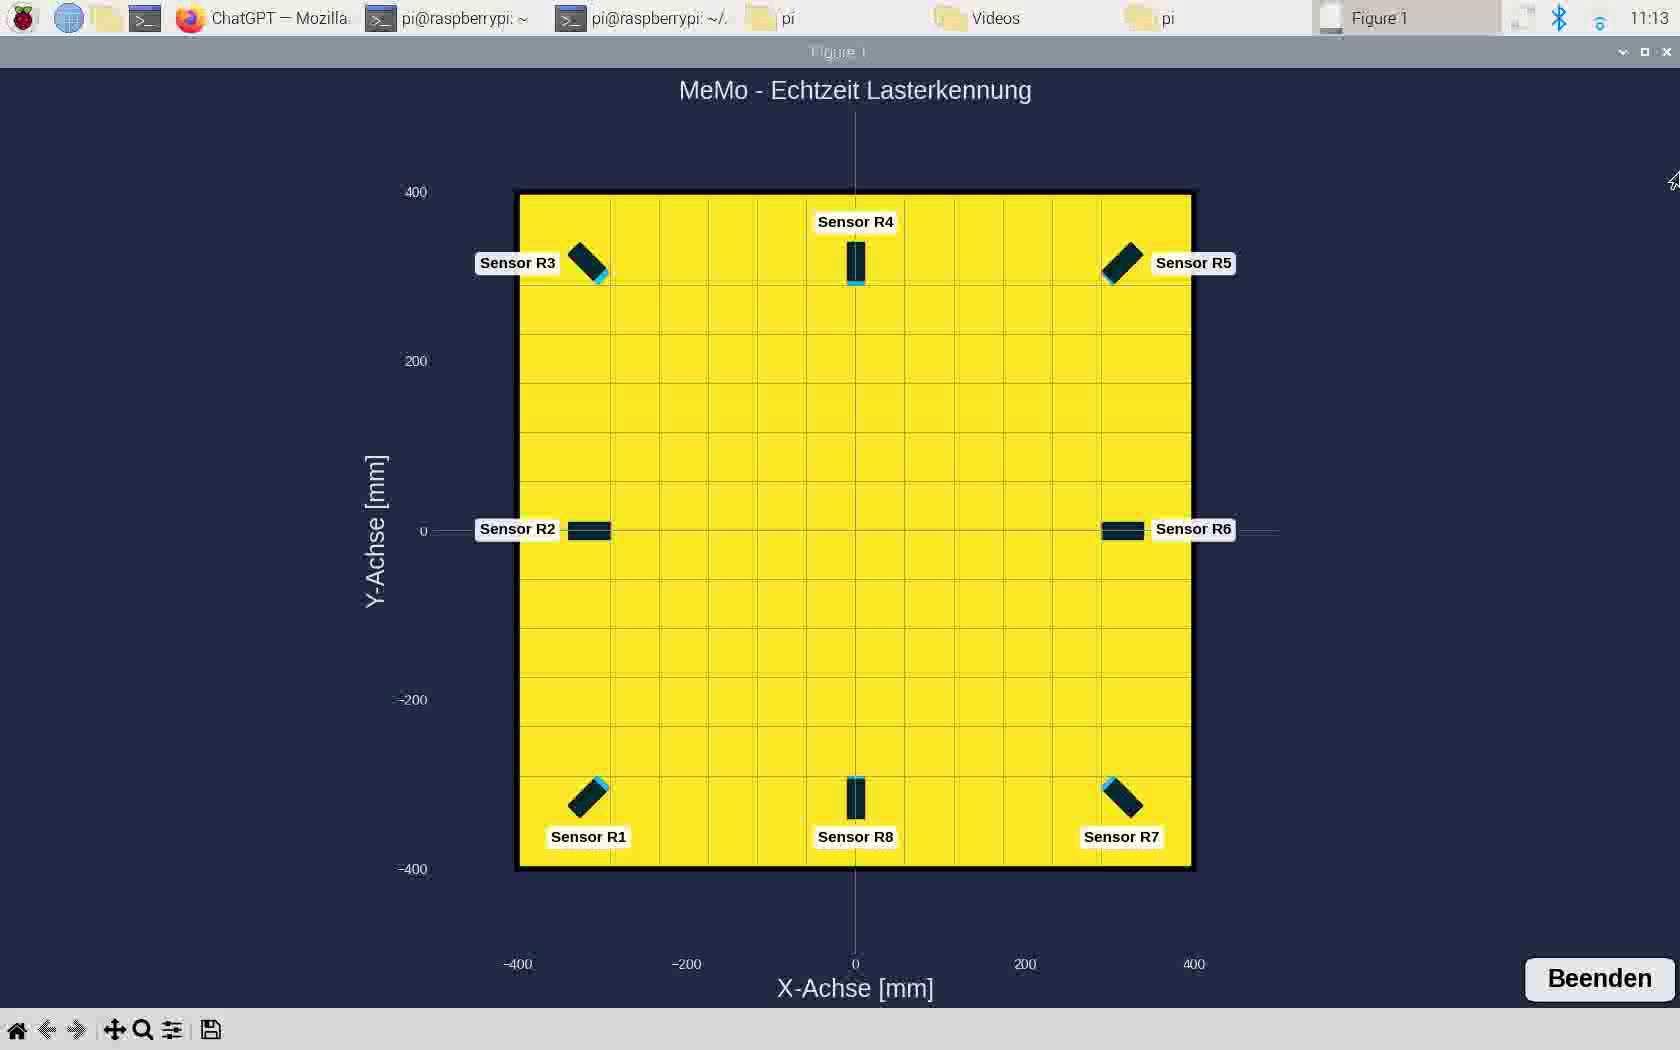 ChatGPT — Mozilla
pi@raspberrypi: ~
pi@raspberrypi: ~/.
pi
Videos
pi
Figure 1
11:13
Figure 1
MeMo - Echtzeit Lasterkennung
400
Sensor R4
Sensor R3
Sensor R5
200
Y-Achse [mm]
0
Sensor R2
Sensor R6
−200
Sensor R1
Sensor R8
Sensor R7
−400
−400
−200
0
200
400
X-Achse [mm]
Beenden